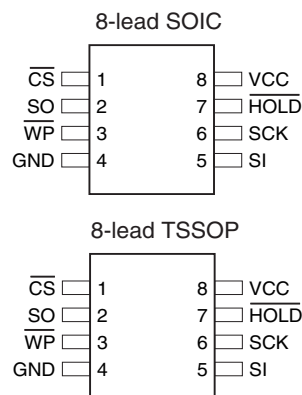 8-lead SOIC
CS 1 8 VCC
SO 2 7 HOLD
WP 3 6 SCK
GND 4 5 SI
8-lead TSSOP
CS 1 8 VCC
SO 2 7 HOLD
WP 3 6 SCK
GND 4 5 SI